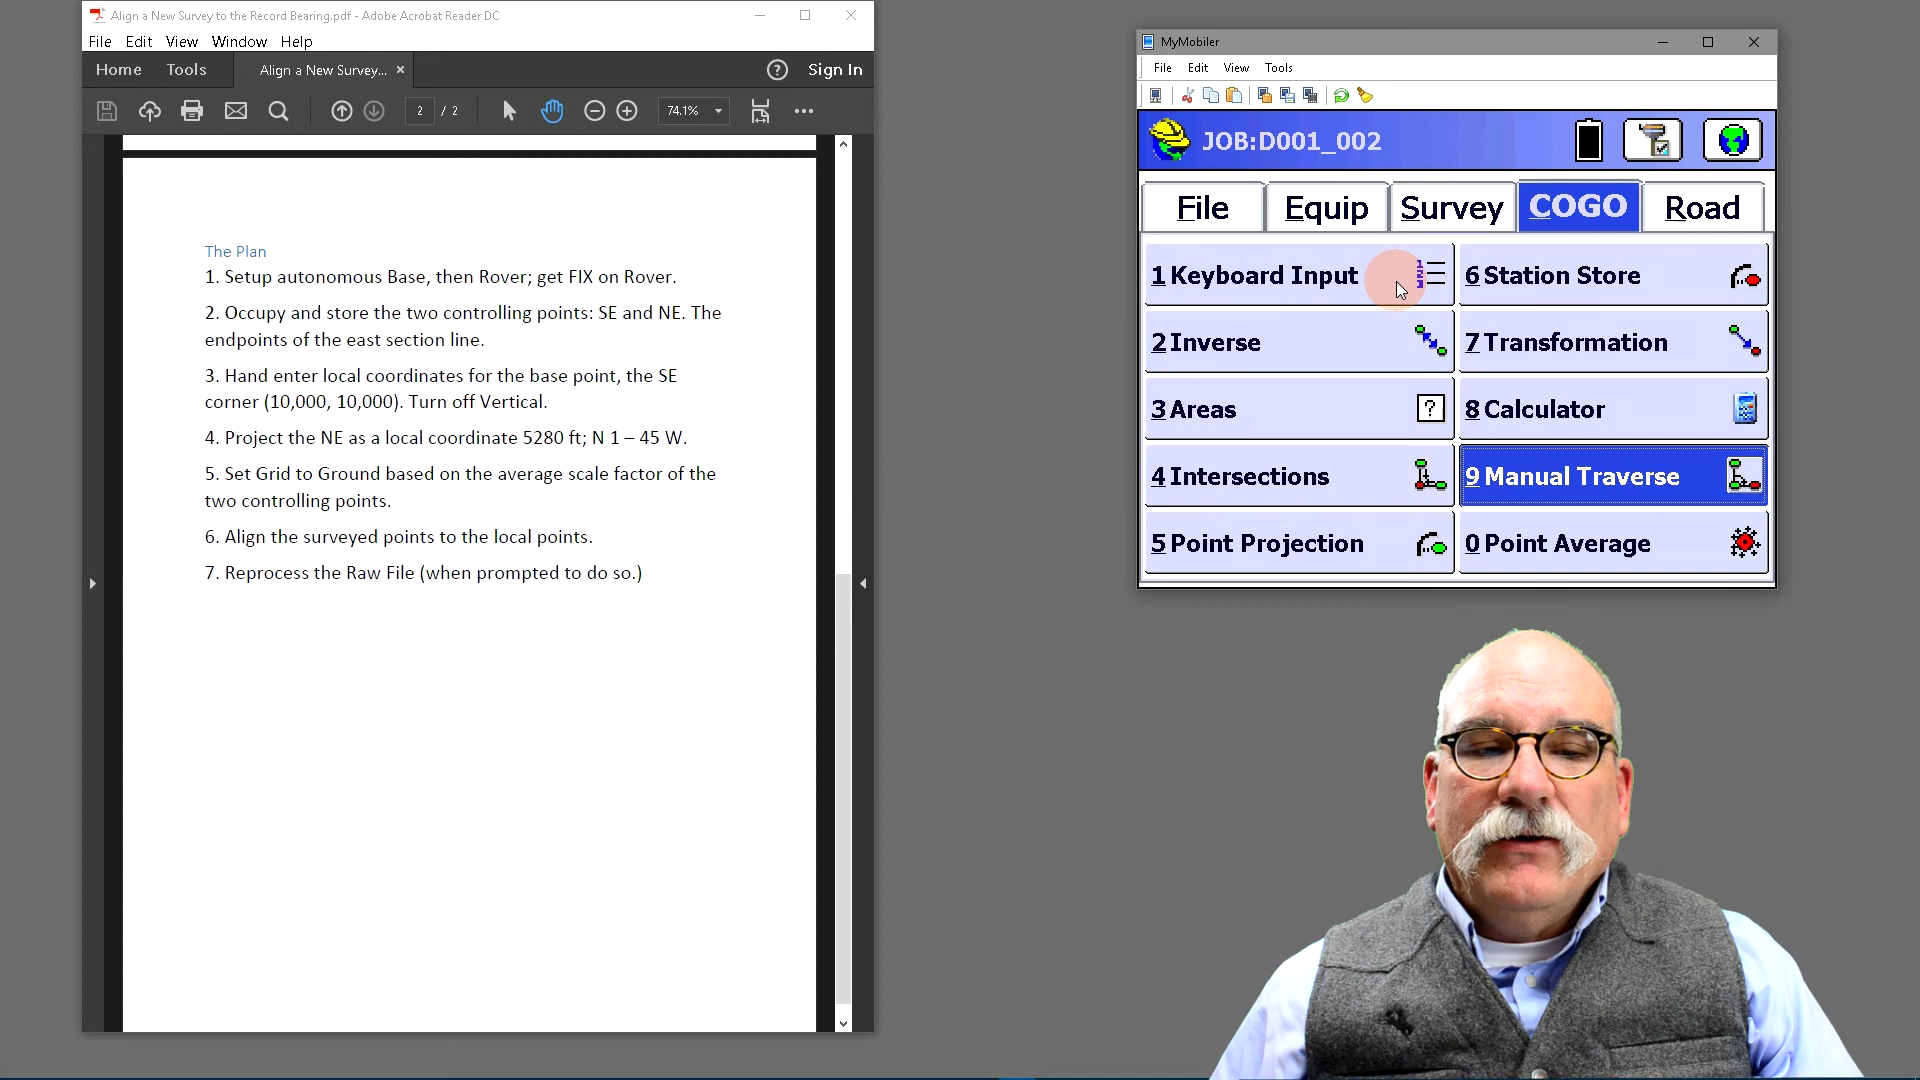 Align a New Survey to the Record Bearing.pdf - Adobe Acrobat Reader DC
File Edit View Window Help
Home Tools Align a New Survey... × ? Sign In
2 / 2 74.1%
The Plan
1. Setup autonomous Base, then Rover; get FIX on Rover.
2. Occupy and store the two controlling points: SE and NE. The
endpoints of the east section line.
3. Hand enter local coordinates for the base point, the SE
corner (10,000, 10,000). Turn off Vertical.
4. Project the NE as a local coordinate 5280 ft; N 1 – 45 W.
5. Set Grid to Ground based on the average scale factor of the
two controlling points.
6. Align the surveyed points to the local points.
7. Reprocess the Raw File (when prompted to do so.)
MyMobiler
File Edit View Tools
JOB:D001_002
File Equip Survey COGO Road
1 Keyboard Input 6 Station Store
2 Inverse 7 Transformation
3 Areas ? 8 Calculator
4 Intersections 9 Manual Traverse
5 Point Projection 0 Point Average